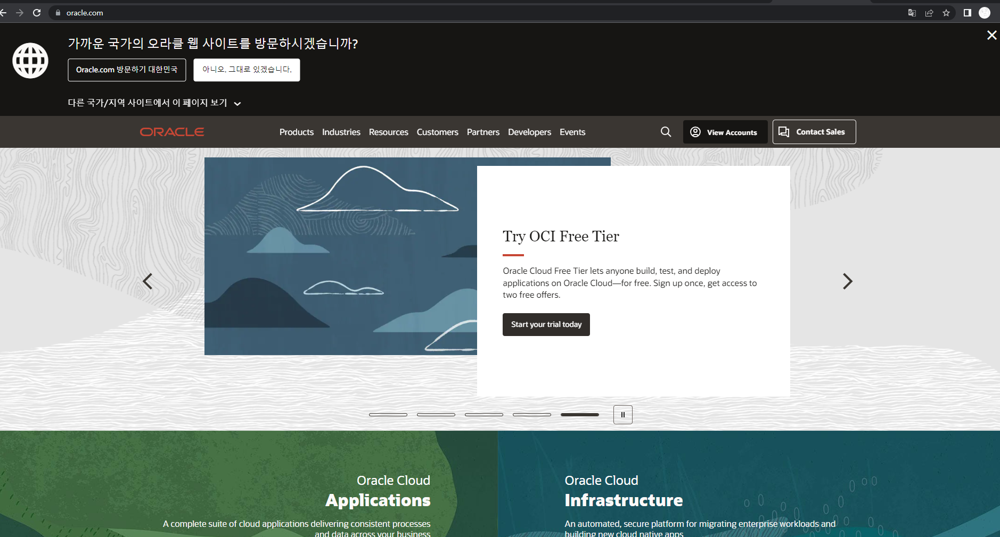 oracle.com
가까운 국가의 오라클 웹 사이트를 방문하시겠습니까?
Oracle.com 방문하기 대한민국
아니오. 그대로 있겠습니다.
다른 국가/지역 사이트에서 이 페이지 보기
ORACLE
Products Industries Resources Customers Partners Developers Events
View Accounts
Contact Sales
Try OCI Free Tier
Oracle Cloud Free Tier lets anyone build, test, and deploy
applications on Oracle Cloud—for free. Sign up once, get access to
two free offers.
Start your trial today
Oracle Cloud
Applications
A complete suite of cloud applications delivering consistent processes
and data across your business
Oracle Cloud
Infrastructure
An automated, secure platform for migrating enterprise workloads and
building new cloud native apps